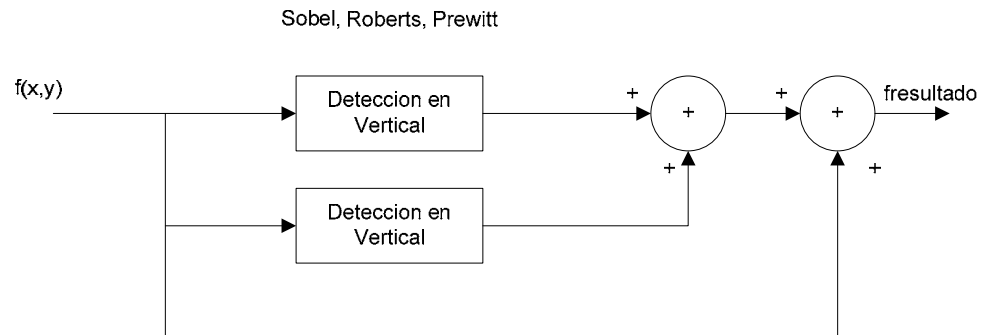 Sobel, Roberts, Prewitt
f(x,y)
Deteccion en
Vertical
+
+
+
+
fresultado
+
+
Deteccion en
Vertical